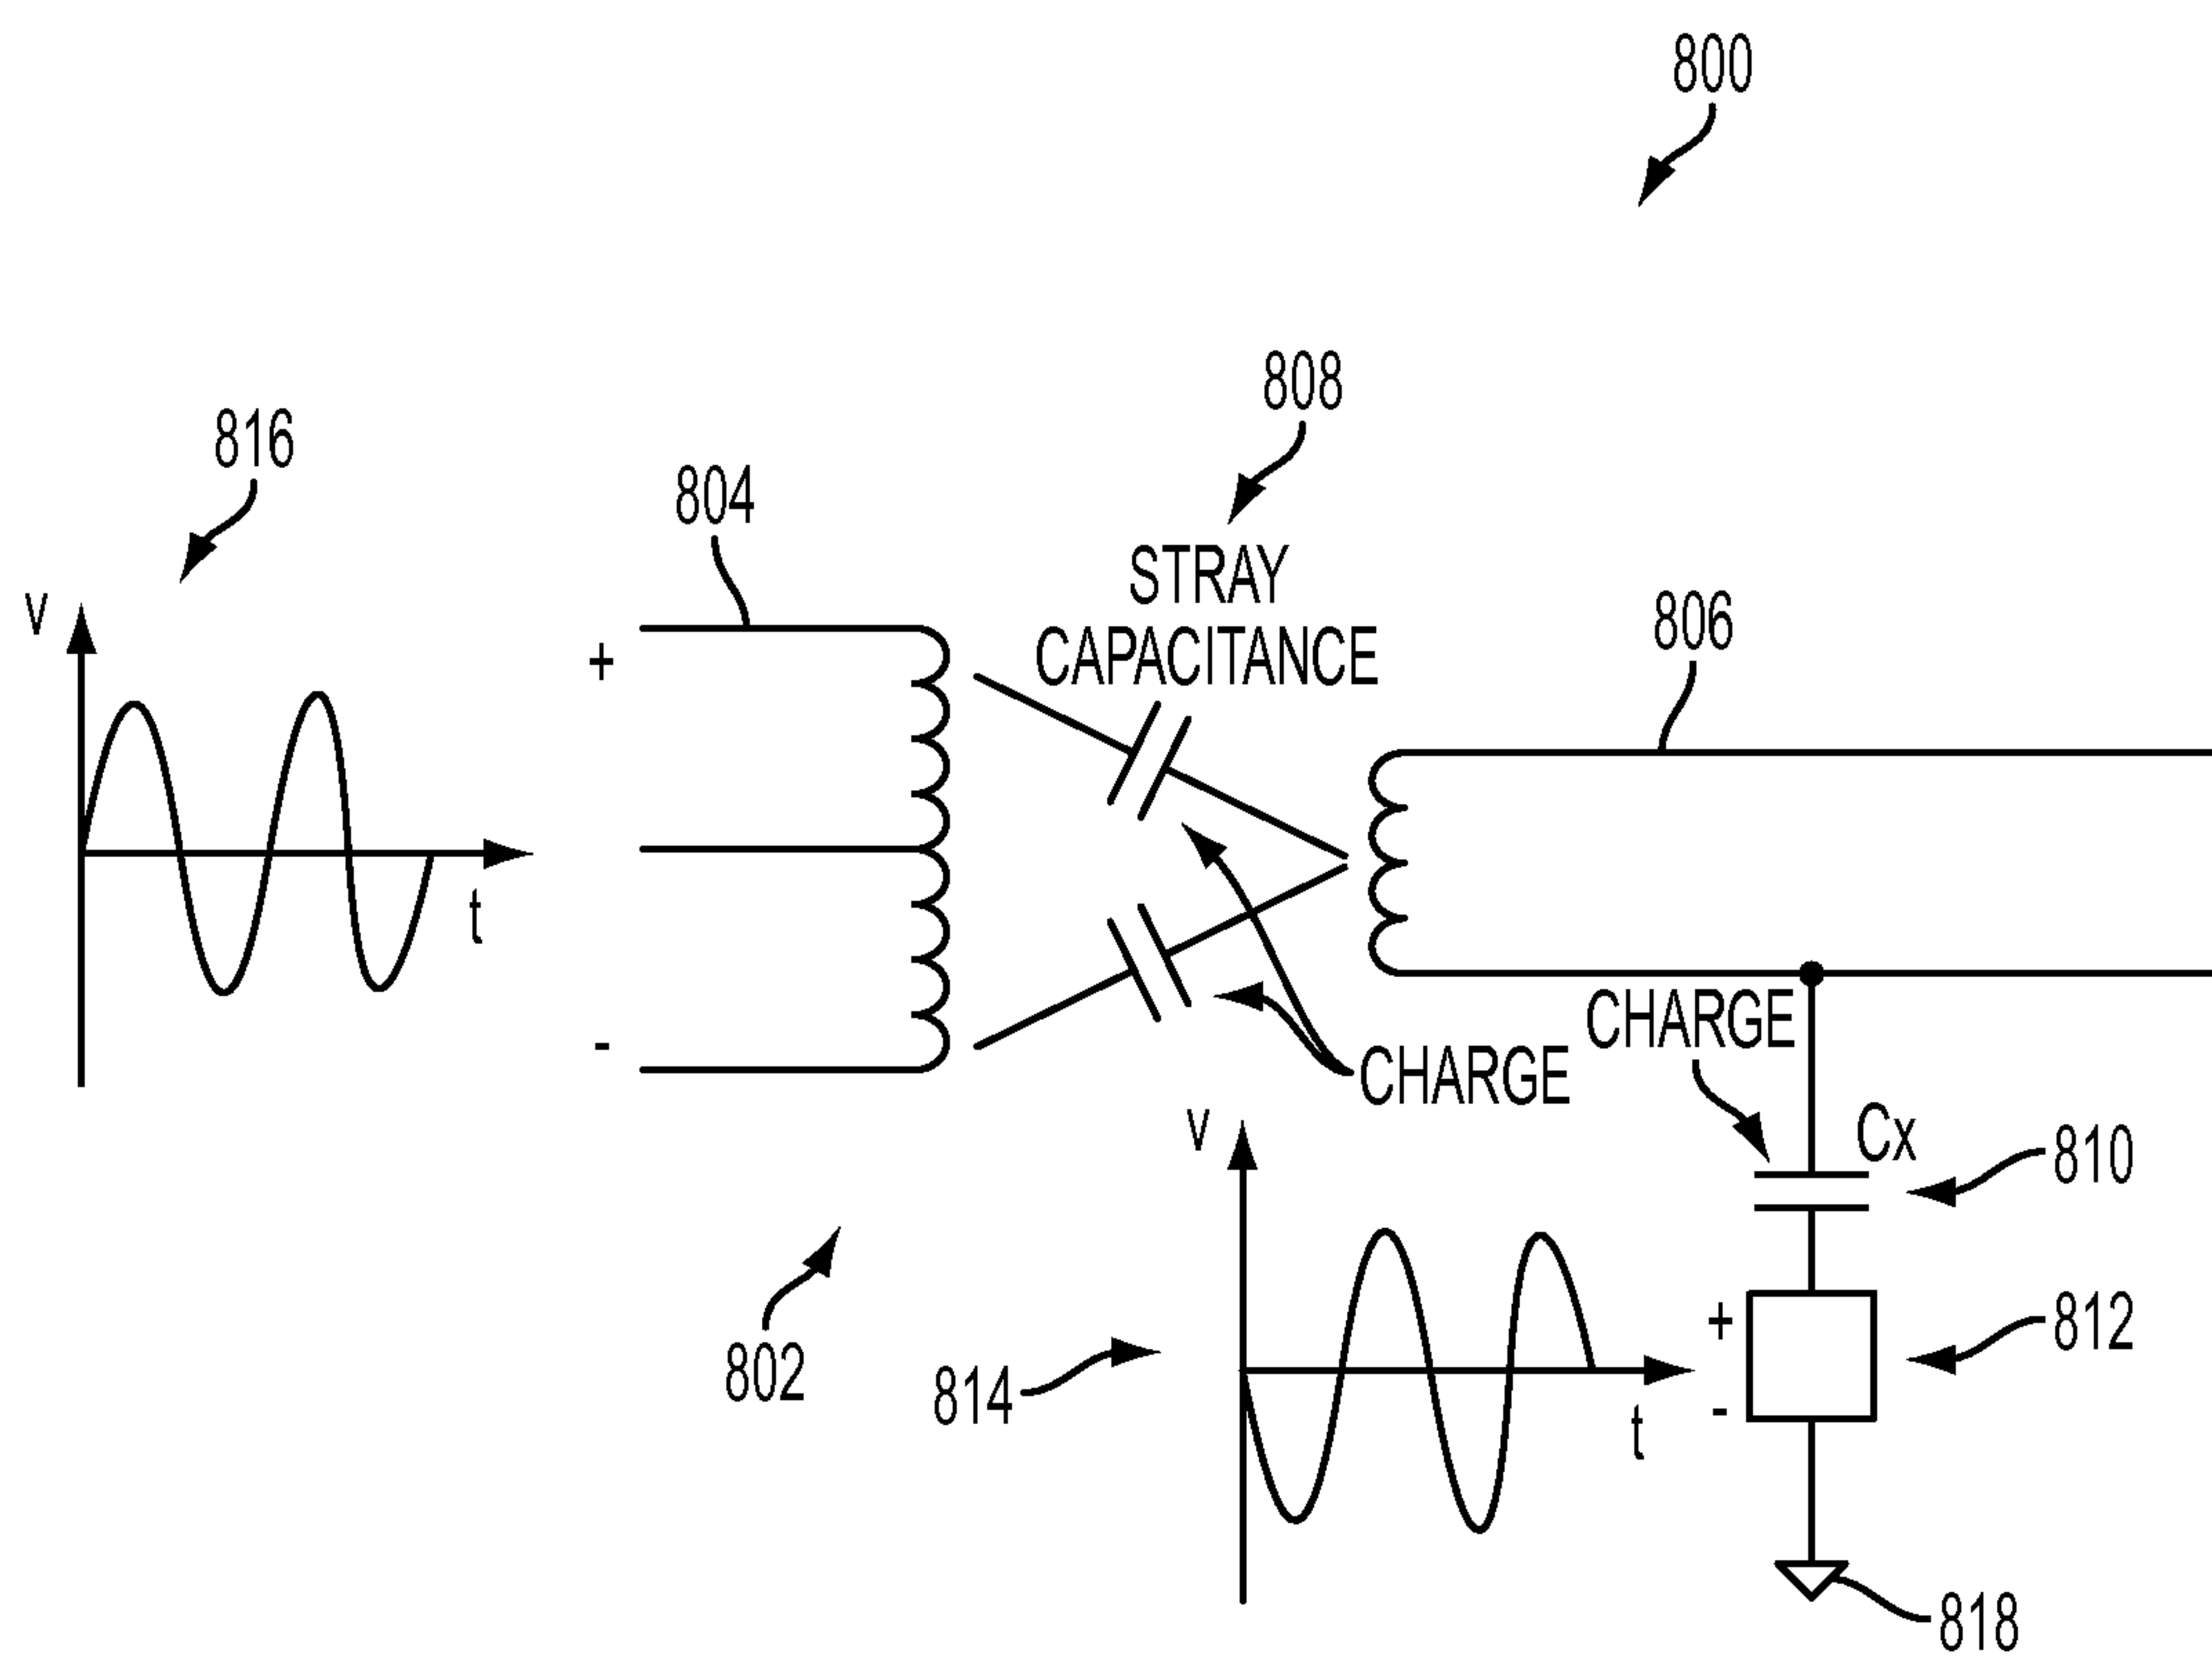 800
808
816
804
STRAY
CAPACITANCE
806
V
+
t
-
CHARGE
CHARGE
V
Cx
810
+
812
802
814
-
t
818